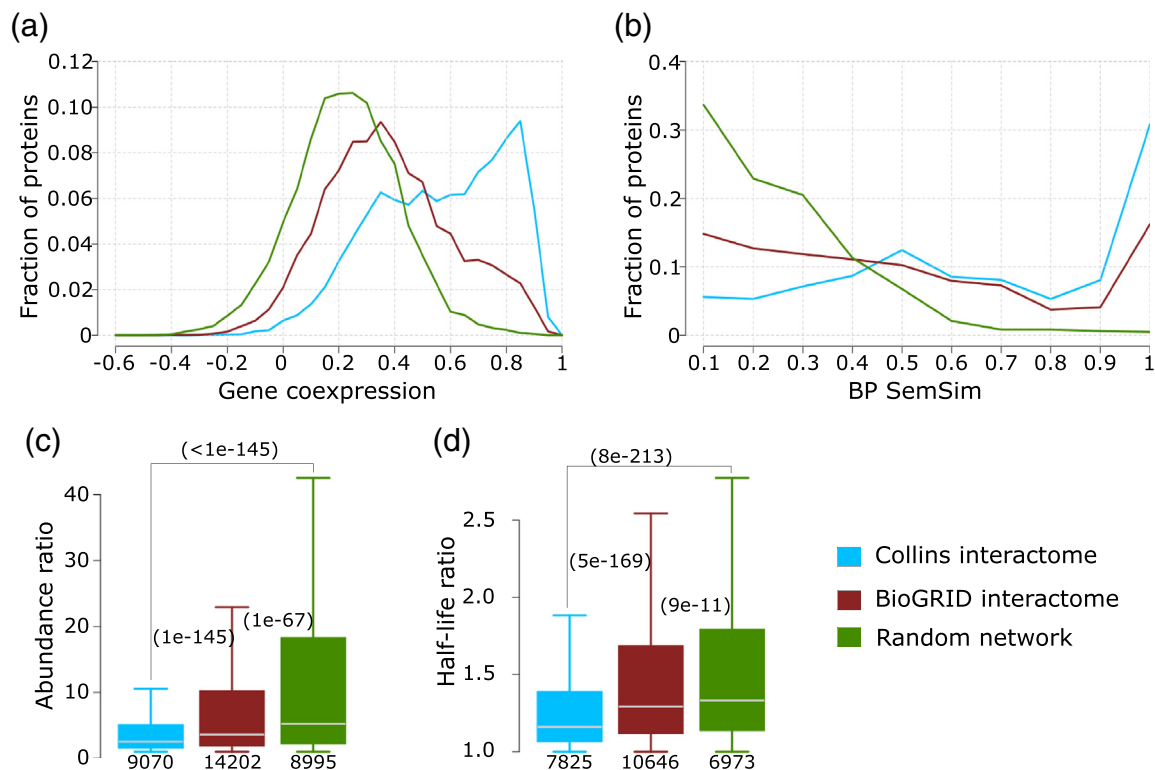 (a)
0.12
0.10
0.08
0.06
0.04
0.02
0
Fraction of proteins
-0.6 -0.4 -0.2 0 0.2 0.4 0.6 0.8 1
Gene coexpression
(b)
0.4
0.3
0.2
0.1
0
Fraction of proteins
0.1 0.2 0.3 0.4 0.5 0.6 0.7 0.8 0.9 1
BP SemSim
(c)
(<1e-145)
40
30
20
10
0
Abundance ratio
(1e-145)
(1e-67)
9070 14202 8995
(d)
(8e-213)
2.5
2.0
1.5
1.0
Half-life ratio
(5e-169)
(9e-11)
7825 10646 6973
Collins interactome
BioGRID interactome
Random network